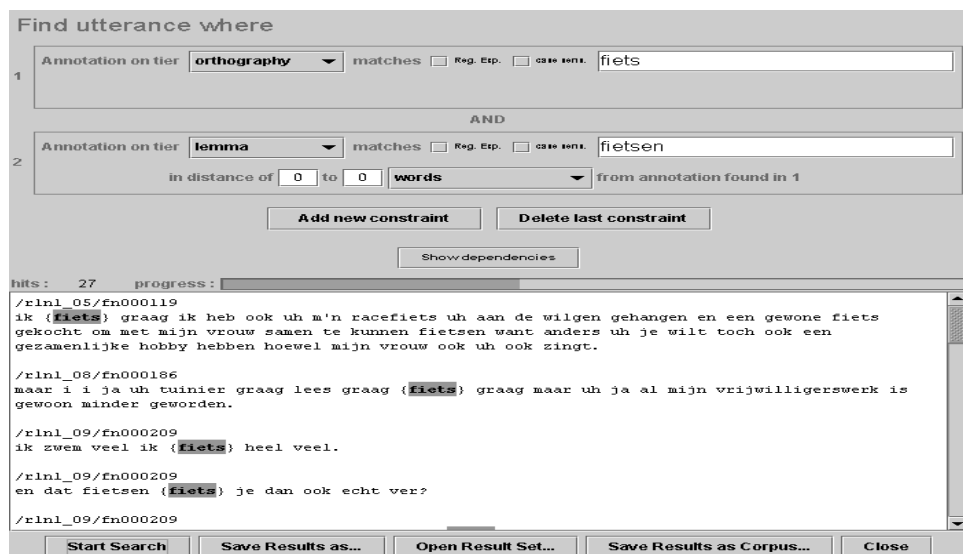 Find utterance where
1
Annotation on tier orthography matches Reg. Exp. case sens. fiets
AND
2
Annotation on tier lemma matches Reg. Exp. case sens. fietsen
in distance of 0 to 0 words from annotation found in 1
Add new constraint Delete last constraint
Show dependencies
hits : 27 progress :
/r1nl_05/fn000119
ik {fiets} graag ik heb ook uh m'n racefiets uh aan de wilgen gehangen en een gewone fiets
gekocht om met mijn vrouw samen te kunnen fietsen want anders uh je wilt toch ook een
gezamenlijke hobby hebben hoewel mijn vrouw ook uh ook zingt.
/r1nl_08/fn000186
maar i i ja uh tuinier graag lees graag {fiets} graag maar uh ja al mijn vrijwilligerswerk is
gewoon minder geworden.
/r1nl_09/fn000209
ik zwem veel ik {fiets} heel veel.
/r1nl_09/fn000209
en dat fietsen {fiets} je dan ook echt ver?
/r1nl_09/fn000209
Start Search Save Results as... Open Result Set... Save Results as Corpus... Close